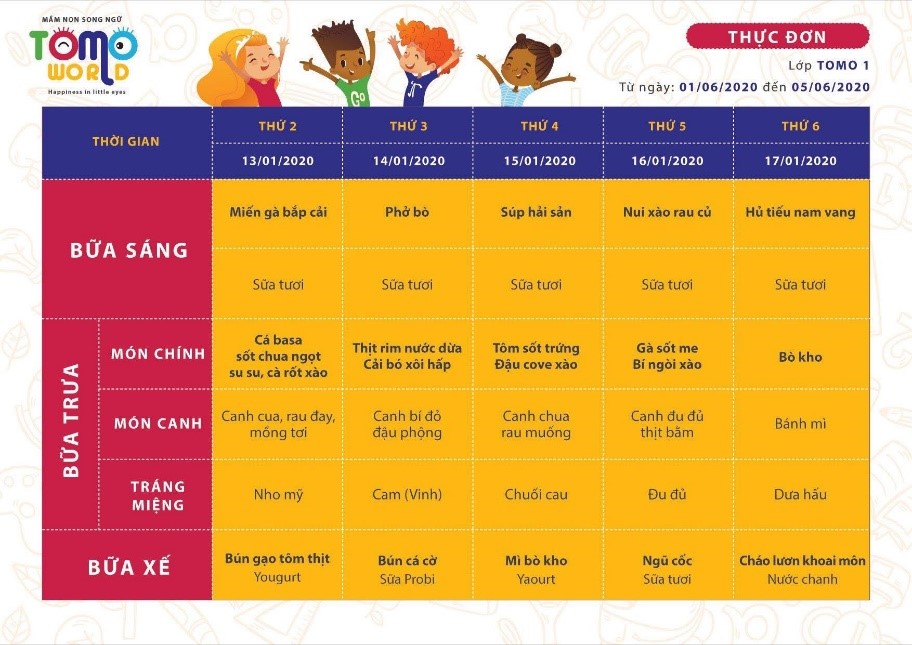 MẦM NON SONG NGỮ
TOMO
WORLD
Happiness in little eyes
Go
THỰC ĐƠN
Lớp TOMO 1
Từ ngày: 01/06/2020 đến 05/06/2020
THỜI GIAN
THỨ 2
THỨ 3
THỨ 4
THỨ 5
THỨ 6
13/01/2020
14/01/2020
15/01/2020
16/01/2020
17/01/2020
BỮA SÁNG
Miến gà bắp cải
Phở bò
Súp hải sản
Nui xào rau củ
Hủ tiếu nam vang
Sữa tươi
Sữa tươi
Sữa tươi
Sữa tươi
Sữa tươi
BỮA TRƯA
MÓN CHÍNH
Cá basa
sốt chua ngọt
su su, cà rốt xào
Thịt rim nước dừa
Cải bó xôi hấp
Tôm sốt trứng
Đậu cove xào
Gà sốt me
Bí ngòi xào
Bò kho
MÓN CANH
Canh cua, rau đay,
mồng tơi
Canh bí đỏ
đậu phộng
Canh chua
rau muống
Canh đu đủ
thịt bằm
Bánh mì
TRÁNG
MIỆNG
Nho mỹ
Cam (Vinh)
Chuối cau
Đu đủ
Dưa hấu
BỮA XẾ
Bún gạo tôm thịt
Yougurt
Bún cá cờ
Sữa Probi
Mì bò kho
Yaourt
Ngũ cốc
Sữa tươi
Cháo lươn khoai môn
Nước chanh